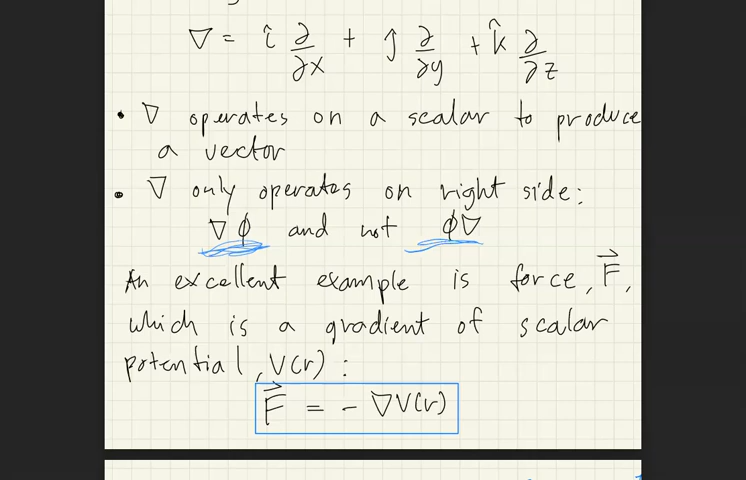 ∇ = î ∂/∂x + ĵ ∂/∂y + k̂ ∂/∂z
• ∇ operates on a scalar to produce
a vector
• ∇ only operates on right side:
∇ϕ and not ϕ∇
An excellent example is force, F⃗,
which is a gradient of scalar
potential, V(r):
F⃗ = - ∇V(r)